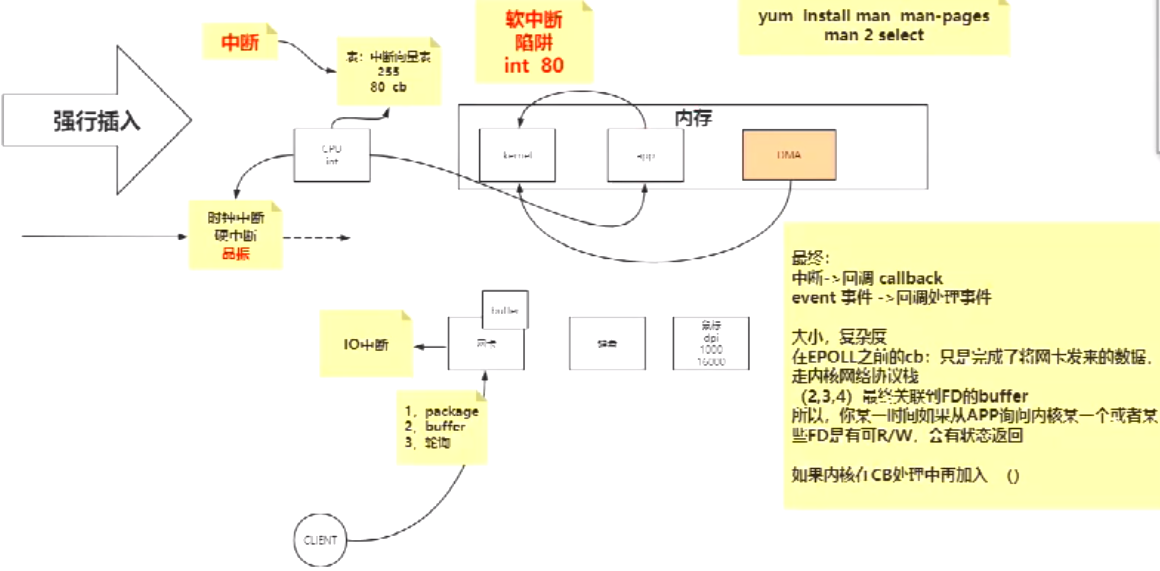 中断
软中断
陷阱
int 80
yum install man man-pages
man 2 select
表：中断向量表
255
80 cb
强行插入
内存
CPU
int
kernel
app
DMA
时钟中断
硬中断
晶振
最终：
中断->回调 callback
event 事件 ->回调处理事件
大小，复杂度
在EPOLL之前的cb：只是完成了将网卡发来的数据，
走内核网络协议栈
（2,3,4）最终关联到FD的buffer
所以，你某一时间如果从APP询问内核某一个或者某
些FD是有可R/W，会有状态返回
如果内核在CB处理中再加入 （）
buffer
网卡
IO中断
键盘
鼠标
dpi
1000
16000
1，package
2，buffer
3，轮询
CLIENT